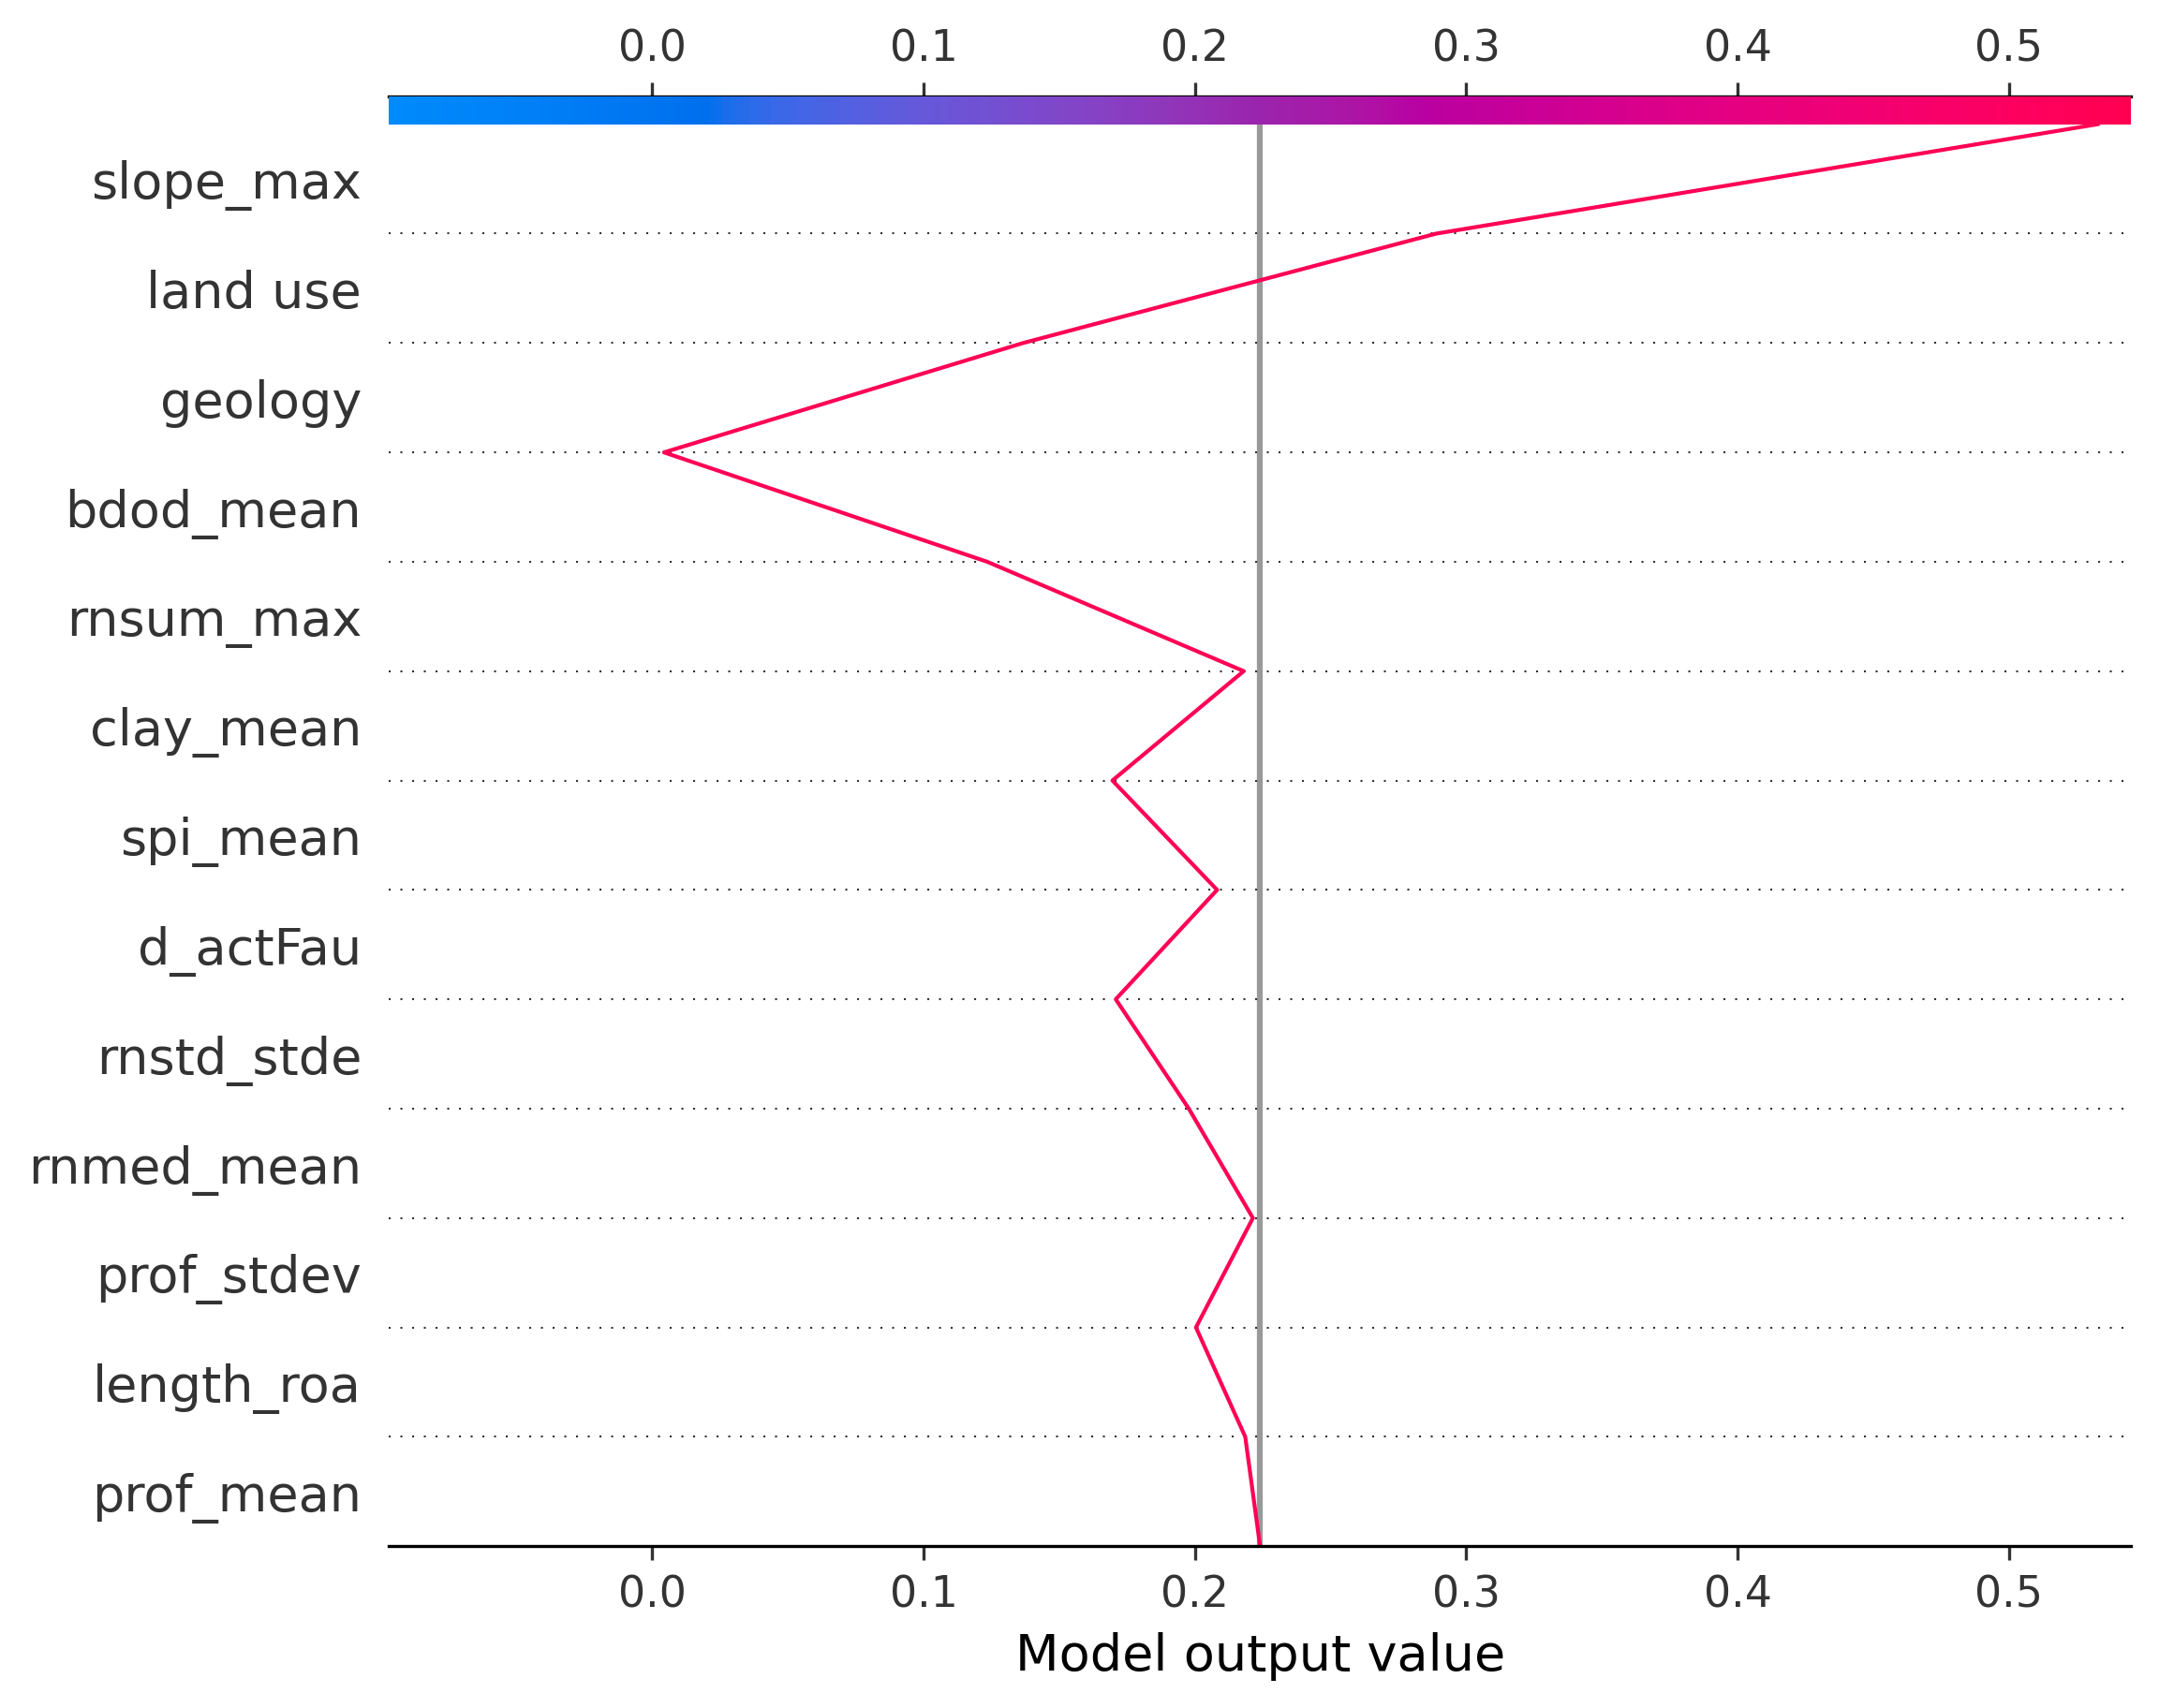 0.0 0.1 0.2 0.3 0.4 0.5
slope_max
land use
geology
bdod_mean
rnsum_max
clay_mean
spi_mean
d_actFau
rnstd_stde
rnmed_mean
prof_stdev
length_roa
prof_mean
0.0 0.1 0.2 0.3 0.4 0.5
Model output value